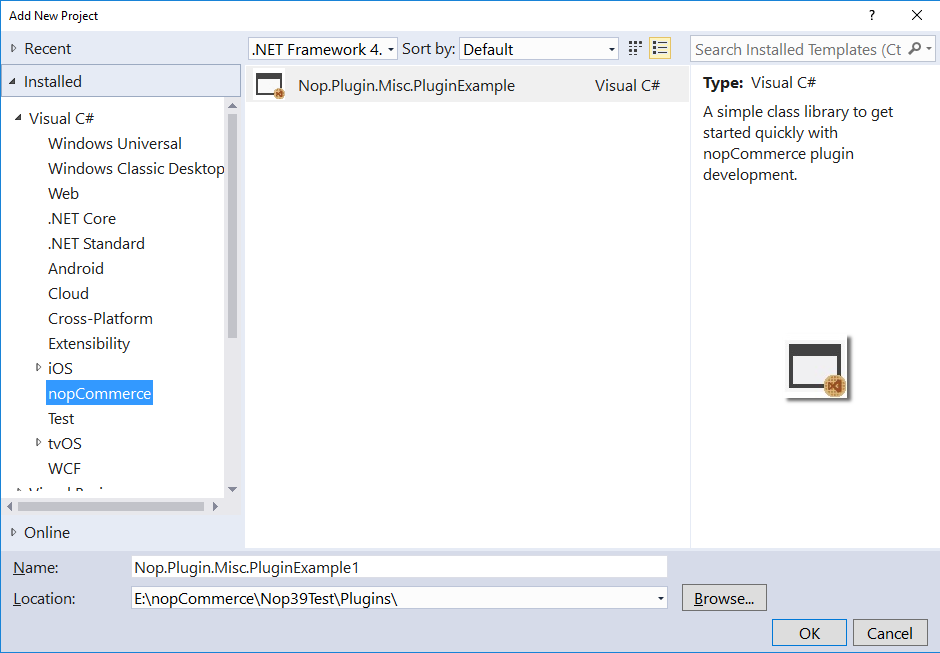 Add New Project
?
Recent
.NET Framework 4.
Sort by:
Default
Search Installed Templates (Ct
Installed
Visual C#
Windows Universal
Windows Classic Desktop
Web
.NET Core
.NET Standard
Android
Cloud
Cross-Platform
Extensibility
iOS
nopCommerce
Test
tvOS
WCF
Online
Nop.Plugin.Misc.PluginExample
Visual C#
Type: Visual C#
A simple class library to get
started quickly with
nopCommerce plugin
development.
Name:
Nop.Plugin.Misc.PluginExample1
Location:
E:\nopCommerce\Nop39Test\Plugins\
Browse...
OK
Cancel